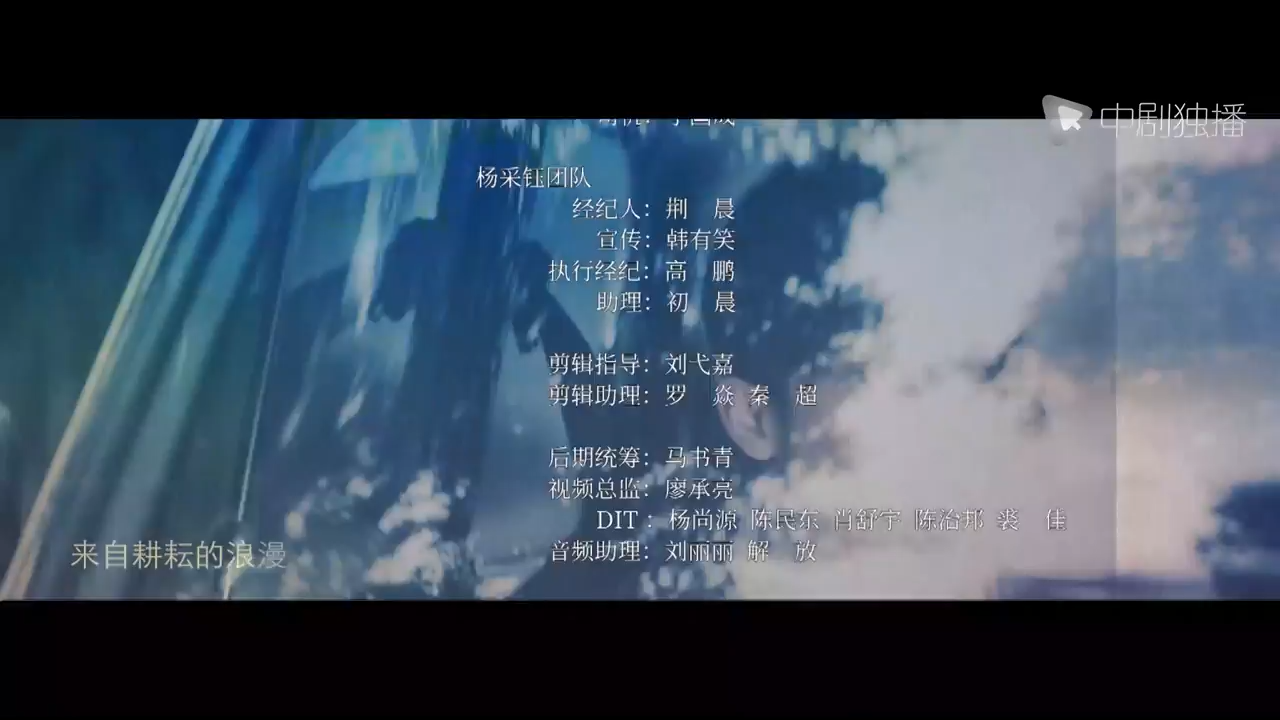 中剧独播
杨采钰团队
经纪人：荆　晨
宣传：韩有笑
执行经纪：高　鹏
助理：初　晨
剪辑指导：刘弋嘉
剪辑助理：罗　焱 秦　超
后期统筹：马书青
视频总监：廖承亮
DIT：杨尚源 陈民东 肖舒宇 陈治邦 裘　佳
音频助理：刘丽丽 解　放
来自耕耘的浪漫